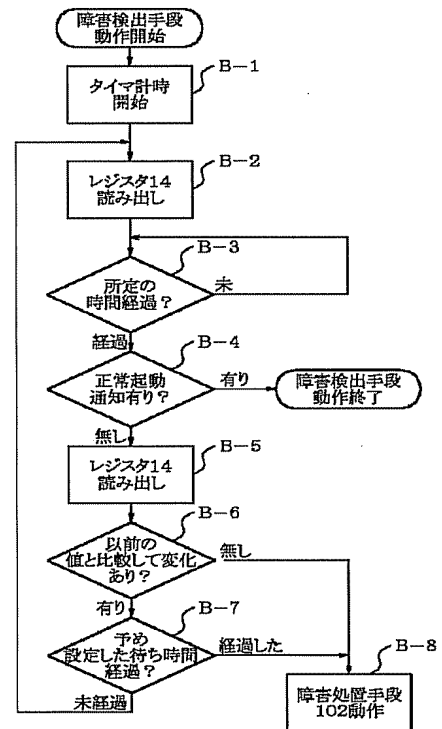 障害検出手段
動作開始
B-1
タイマ計時
開始
B-2
レジスタ14
読み出し
B-3
所定の
時間経過？
未
経過
B-4
正常起動
通知有り？
有り
障害検出手段
動作終了
無し
B-5
レジスタ14
読み出し
B-6
以前の
値と比較して変化
あり？
無し
有り
B-7
予め
設定した待ち時間
経過？
経過した
未経過
B-8
障害処置手段
102動作